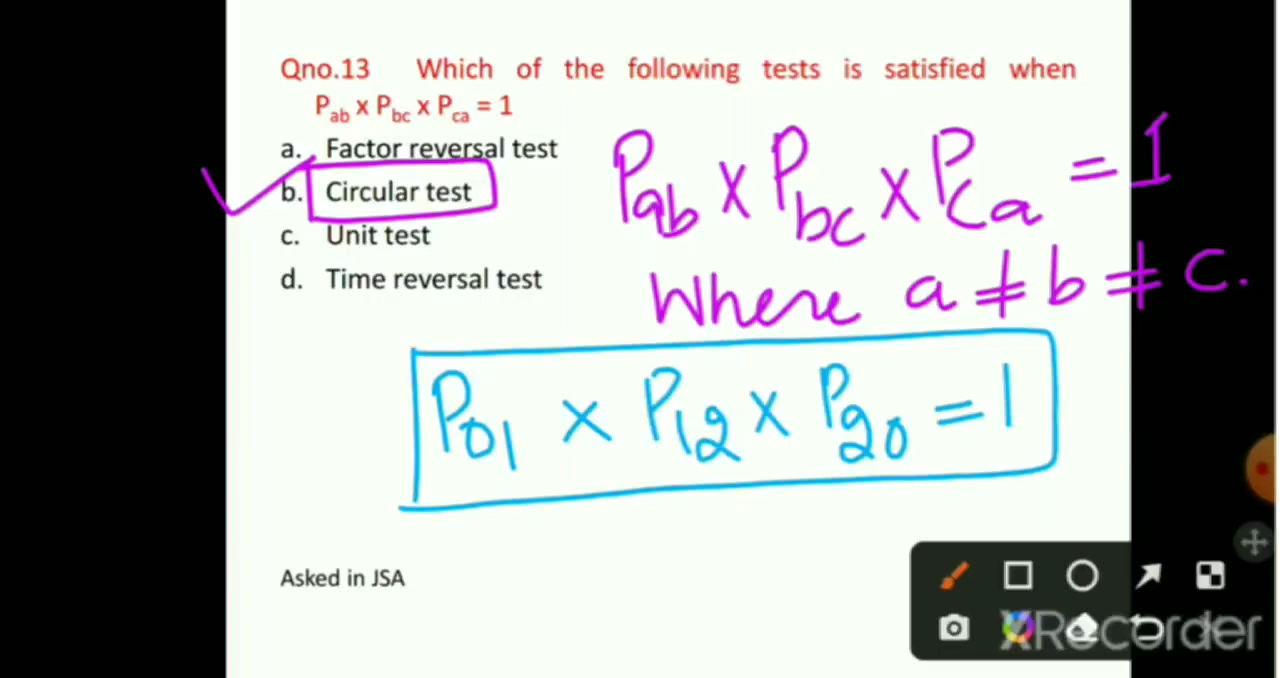 Qno.13 Which of the following tests is satisfied when
Pab x Pbc x Pca = 1
a. Factor reversal test
b. Circular test
c. Unit test
d. Time reversal test
Pab x Pbc x Pca = 1
Where a ≠ b ≠ c.
P01 x P12 x P20 = 1
Asked in JSA
XRecorder